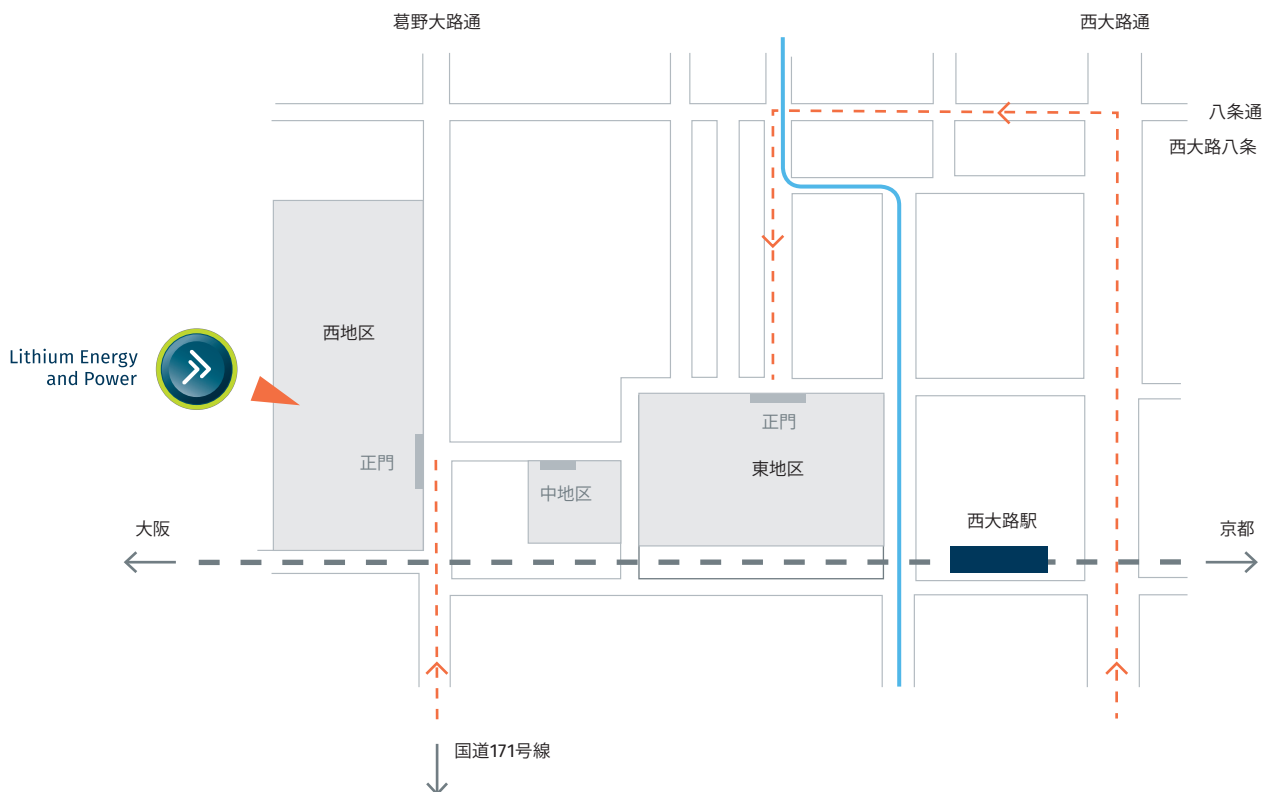 葛野大路通
西大路通
八条通
西大路八条
西地区
Lithium Energy
and Power
正門
正門
東地区
中地区
大阪
西大路駅
京都
国道171号線